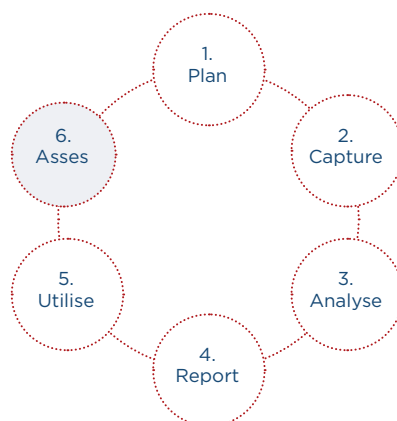 1.
Plan
2.
Capture
3.
Analyse
4.
Report
5.
Utilise
6.
Asses